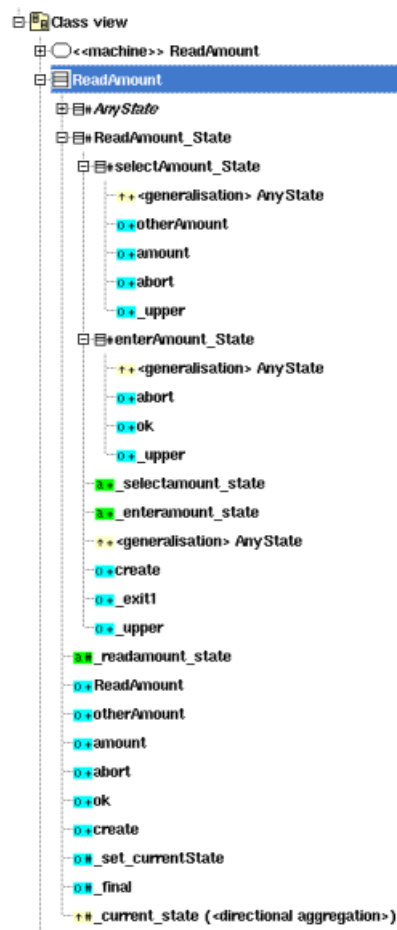 Class view
<<machine>> ReadAmount
ReadAmount
#AnyState
#ReadAmount_State
+selectAmount_State
↑+<generalisation> AnyState
o+otherAmount
o+amount
o+abort
o+_upper
+enterAmount_State
↑+<generalisation> AnyState
o+abort
o+ok
o+_upper
a+_selectamount_state
a+_enteramount_state
↑+<generalisation> AnyState
o+create
o+_exit1
o+_upper
a#_readamount_state
o+ReadAmount
o+otherAmount
o+amount
o+abort
o+ok
o+create
o#_set_currentState
o#_final
↑#_current_state (<directional aggregation>)